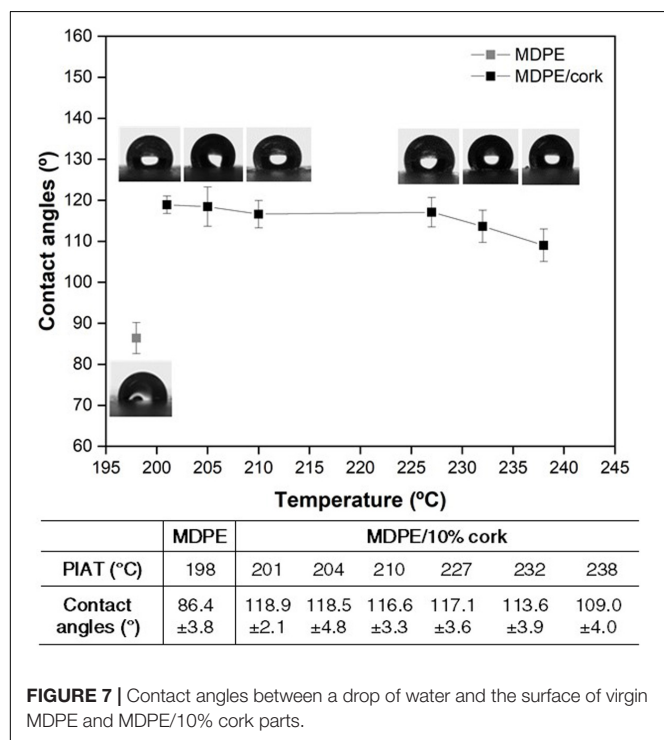 160
150
140
130
120
110
100
90
80
70
60
Contact angles (º)
MDPE
MDPE/cork
195 200 205 210 215 220 225 230 235 240 245
Temperature (ºC)
MDPE MDPE/10% cork
PIAT (°C) 198 201 204 210 227 232 238
Contact 86.4 118.9 118.5 116.6 117.1 113.6 109.0
angles (°) ±3.8 ±2.1 ±4.8 ±3.3 ±3.6 ±3.9 ±4.0
FIGURE 7 | Contact angles between a drop of water and the surface of virgin
MDPE and MDPE/10% cork parts.